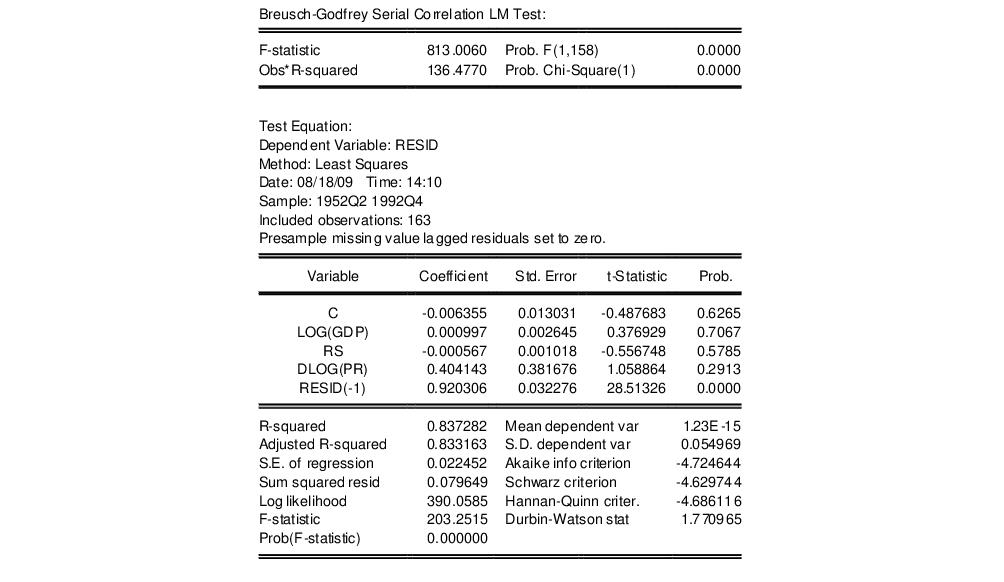 Breusch-Godfrey Serial Correlation LM Test:
F-statistic 813.0060 Prob. F(1,158) 0.0000
Obs*R-squared 136.4770 Prob. Chi-Square(1) 0.0000
Test Equation:
Dependent Variable: RESID
Method: Least Squares
Date: 08/18/09 Time: 14:10
Sample: 1952Q2 1992Q4
Included observations: 163
Presample missing value lagged residuals set to zero.
Variable Coefficient Std. Error t-Statistic Prob.
C -0.006355 0.013031 -0.487683 0.6265
LOG(GDP) 0.000997 0.002645 0.376929 0.7067
RS -0.000567 0.001018 -0.556748 0.5785
DLOG(PR) 0.404143 0.381676 1.058864 0.2913
RESID(-1) 0.920306 0.032276 28.51326 0.0000
R-squared 0.837282 Mean dependent var 1.23E-15
Adjusted R-squared 0.833163 S.D. dependent var 0.054969
S.E. of regression 0.022452 Akaike info criterion -4.724644
Sum squared resid 0.079649 Schwarz criterion -4.629744
Log likelihood 390.0585 Hannan-Quinn criter. -4.686116
F-statistic 203.2515 Durbin-Watson stat 1.770965
Prob(F-statistic) 0.000000